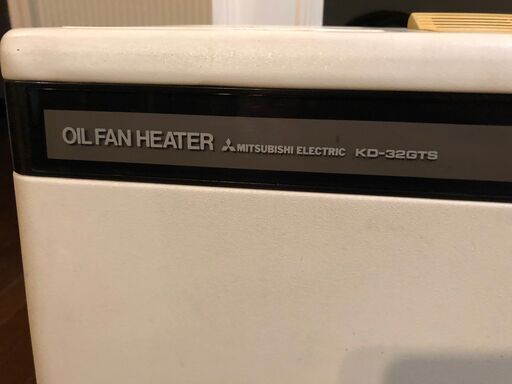 OIL FAN HEATER MITSUBISHI ELECTRIC KD-32GTS